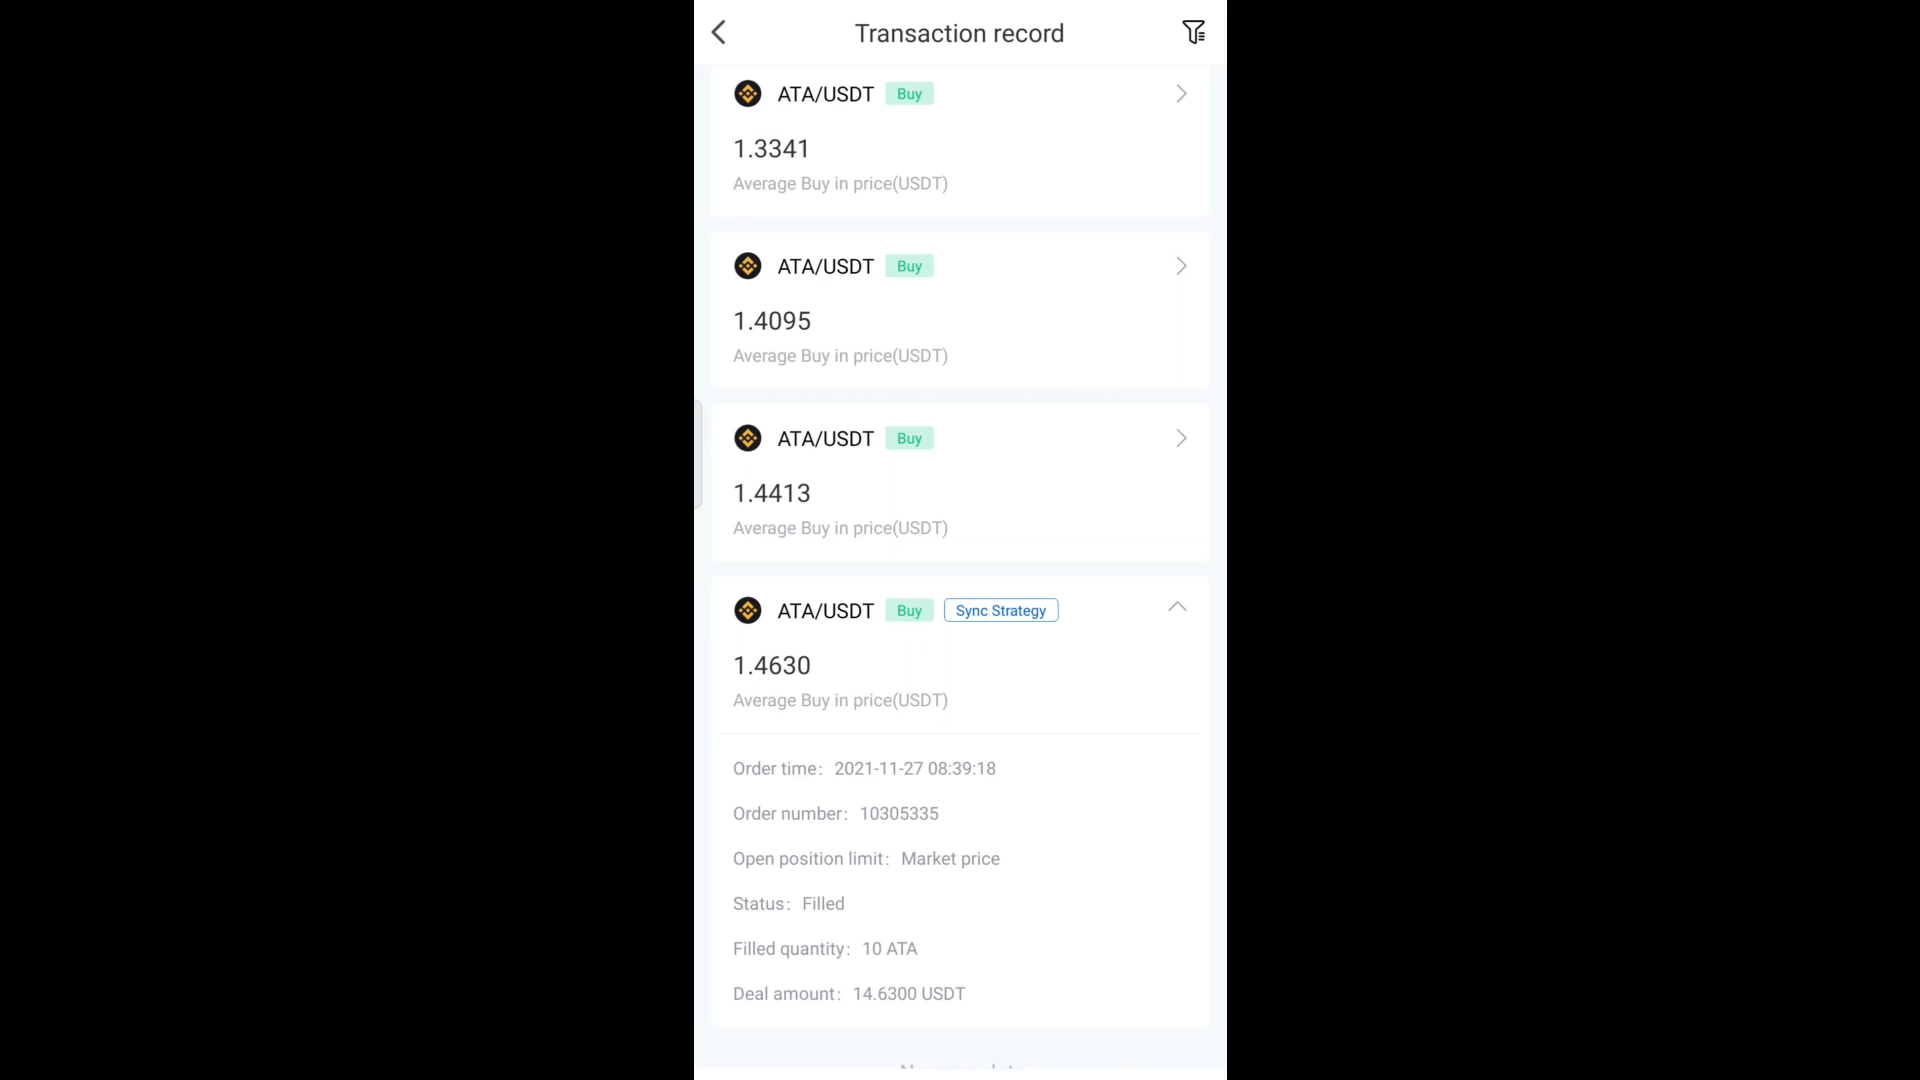 Transaction record
ATA/USDT Buy
1.3341
Average Buy in price(USDT)
ATA/USDT Buy
1.4095
Average Buy in price(USDT)
ATA/USDT Buy
1.4413
Average Buy in price(USDT)
ATA/USDT Buy Sync Strategy
1.4630
Average Buy in price(USDT)
Order time: 2021-11-27 08:39:18
Order number: 10305335
Open position limit: Market price
Status: Filled
Filled quantity: 10 ATA
Deal amount: 14.6300 USDT